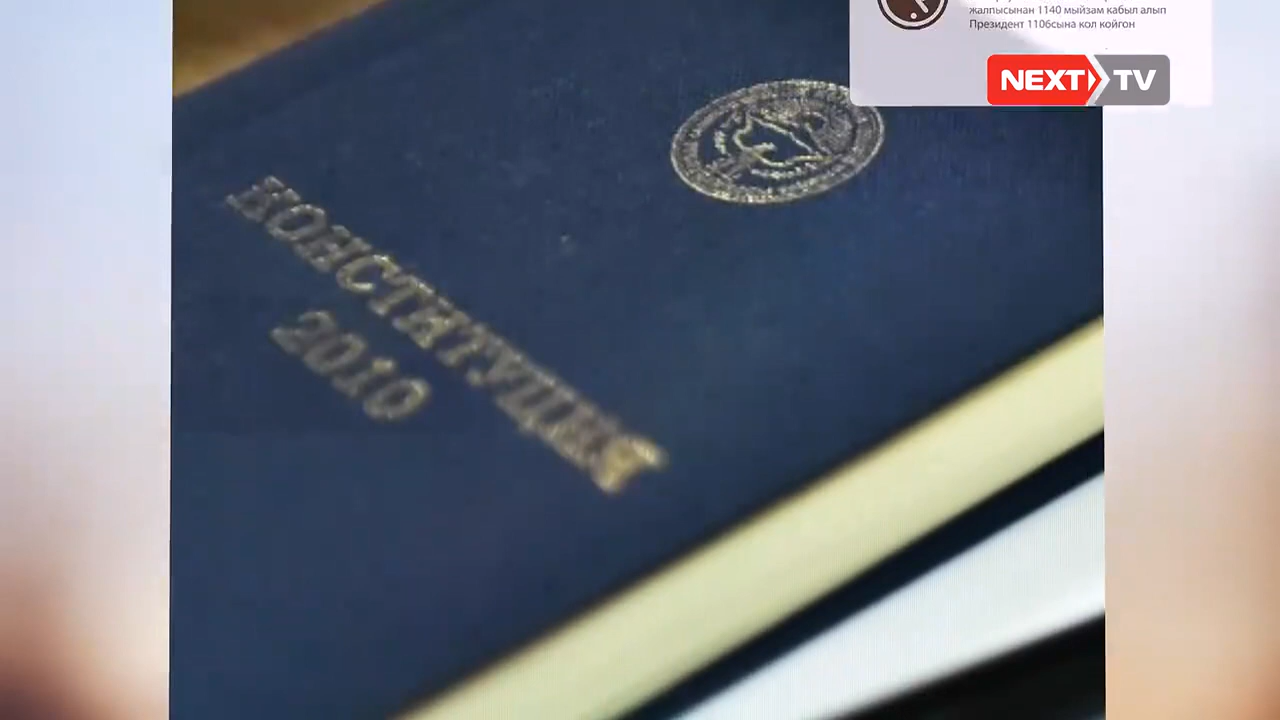 жалпысынан 1140 мыйзам кабыл алып
Президент 1106сына кол койгон
NEXT TV
КОНСТИТУЦИЯ
2010